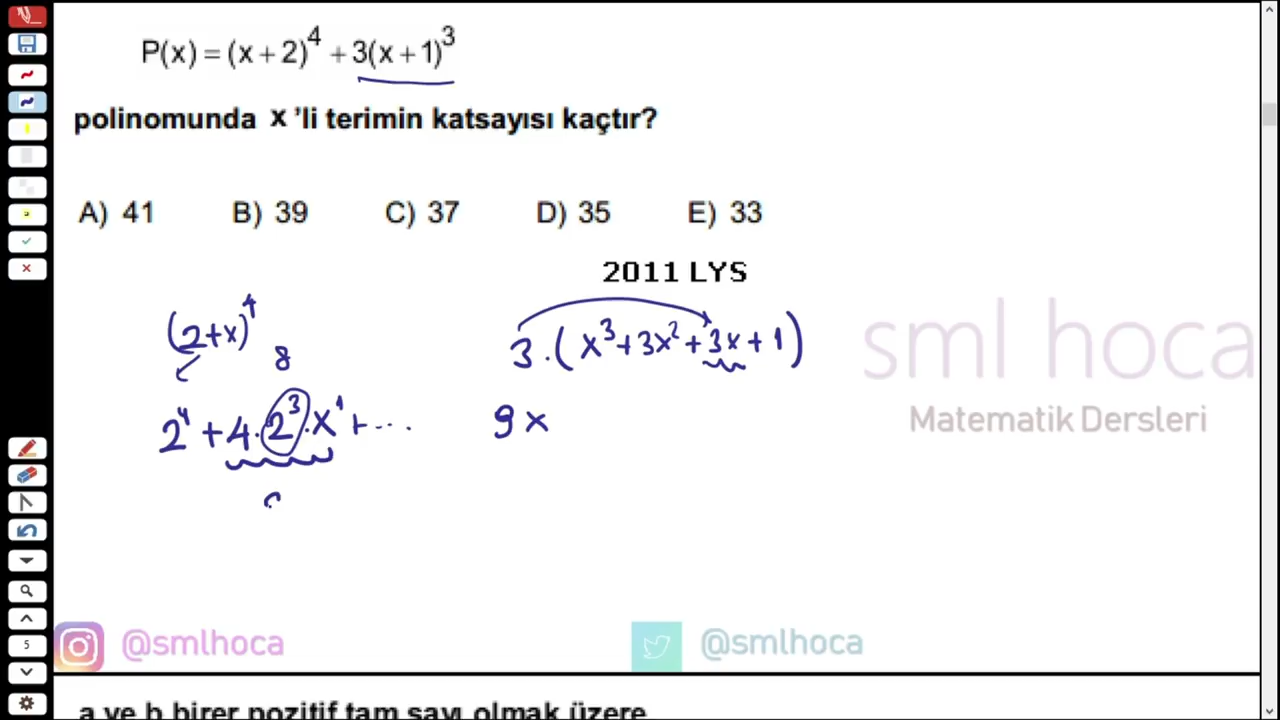 P(x) = (x + 2)⁴ + 3(x + 1)³
polinomunda x 'li terimin katsayısı kaçtır?
A) 41 B) 39 C) 37 D) 35 E) 33
2011 LYS
(2+x)⁴
8
2⁴ + 4 . 2³ . x¹ + ...
3 . (x³ + 3x² + 3x + 1)
9x
sml hoca
Matematik Dersleri
@smlhoca
@smlhoca
5
a ve b birer pozitif tam sayı olmak üzere